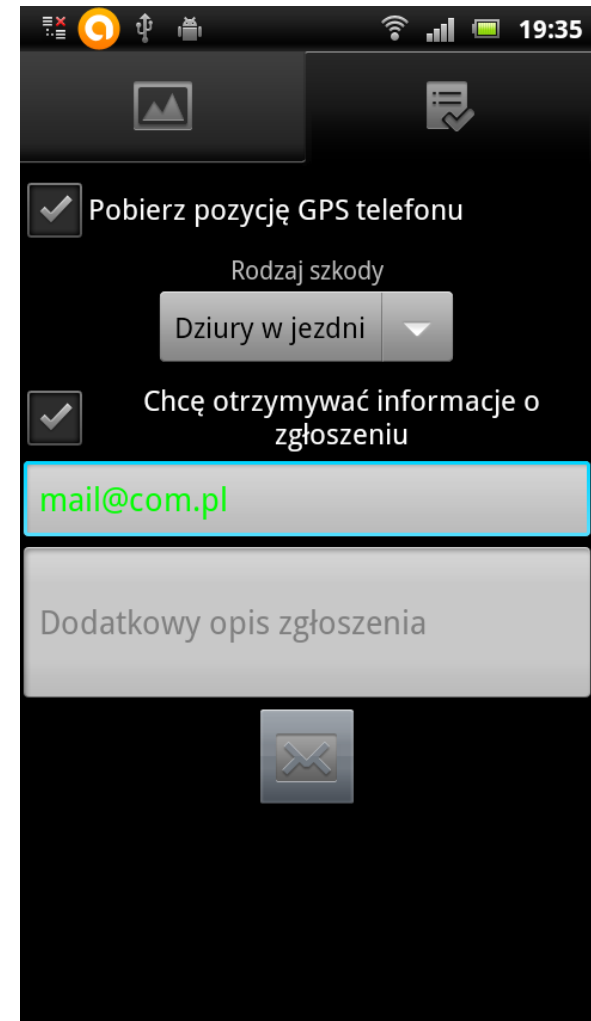 19:35
Pobierz pozycję GPS telefonu
Rodzaj szkody
Dziury w jezdni
Chcę otrzymywać informacje o
zgłoszeniu
mail@com.pl
Dodatkowy opis zgłoszenia